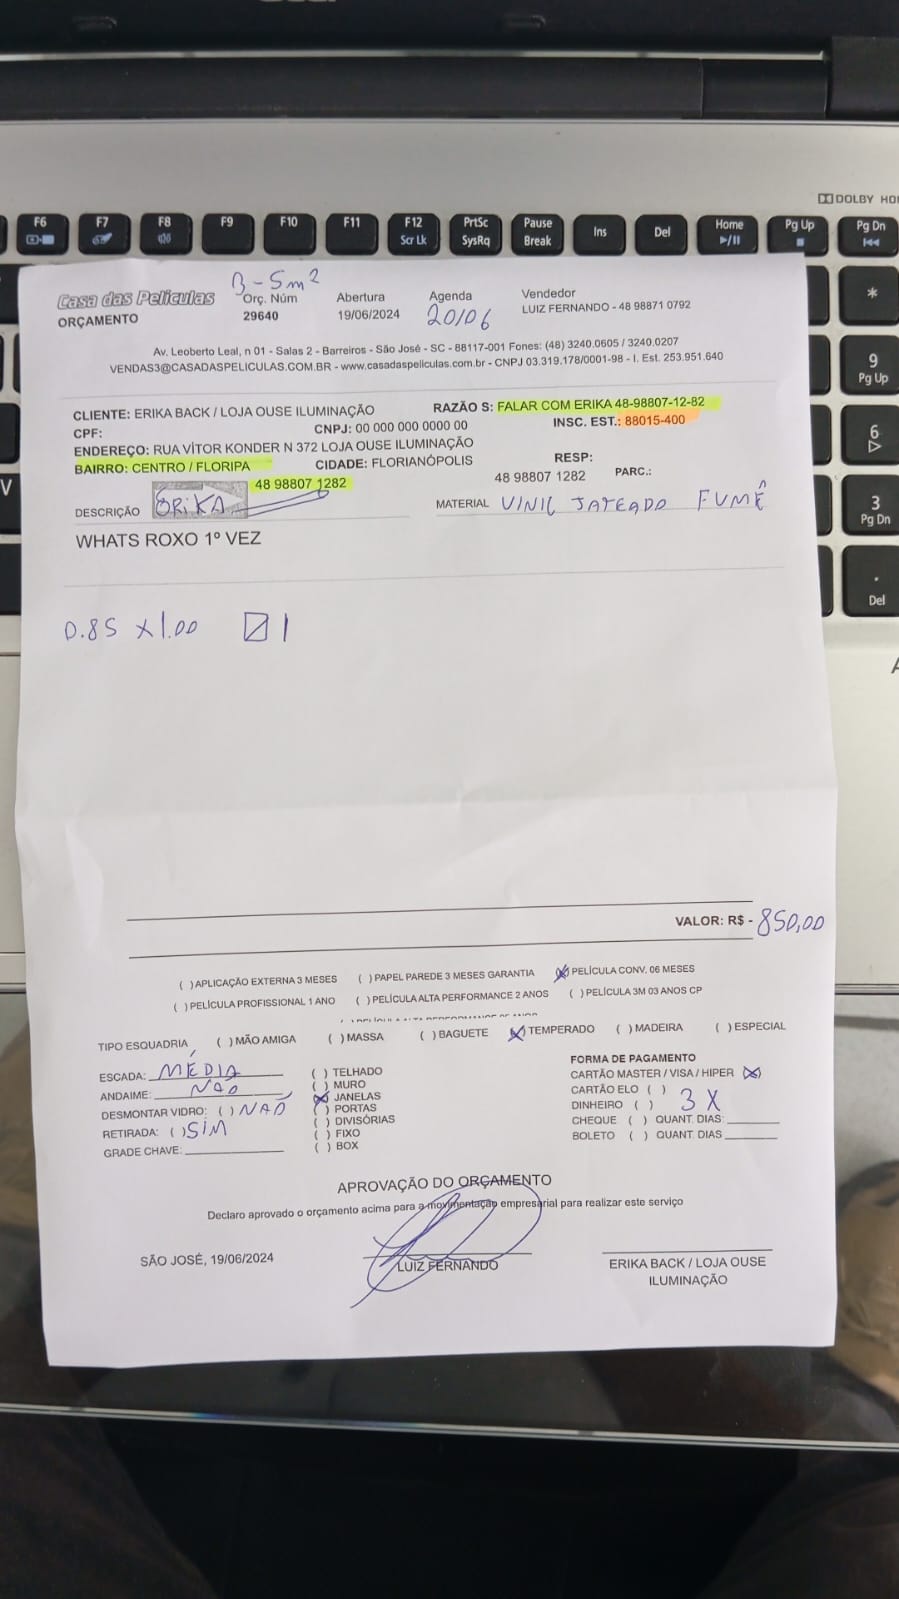 DOLBY HO
F6 F7 F8 F9 F10 F11 F12 PrtSc Pause Ins Del Home Pg Up Pg Dn
Scr Lk SysRq Break
*
9
Pg Up
6
3
Pg Dn
.
Del
V
B-5m²
Casa das Películas
ORÇAMENTO
Orç. Núm
29640
Abertura
19/06/2024
Agenda
20/06
Vendedor
LUIZ FERNANDO - 48 98871 0792
Av. Leoberto Leal, n 01 - Salas 2 - Barreiros - São José - SC - 88117-001 Fones: (48) 3240.0605 / 3240.0207
VENDAS3@CASADASPELICULAS.COM.BR - www.casadaspeliculas.com.br - CNPJ 03.319.178/0001-98 - I. Est. 253.951.640
CLIENTE: ERIKA BACK / LOJA OUSE ILUMINAÇÃO RAZÃO S: FALAR COM ERIKA 48-98807-12-82
CPF: CNPJ: 00 000 000 0000 00 INSC. EST.: 88015-400
ENDEREÇO: RUA VÍTOR KONDER N 372 LOJA OUSE ILUMINAÇÃO
BAIRRO: CENTRO / FLORIPA CIDADE: FLORIANÓPOLIS RESP:
48 98807 1282 48 98807 1282 PARC.:
DESCRIÇÃO ERIKA MATERIAL VINIL JATEADO FUMÊ
WHATS ROXO 1º VEZ
0.85 x 1.00 1
VALOR: R$ - 850,00
( ) APLICAÇÃO EXTERNA 3 MESES ( ) PAPEL PAREDE 3 MESES GARANTIA (X) PELÍCULA CONV. 06 MESES
( ) PELÍCULA PROFISSIONAL 1 ANO ( ) PELÍCULA ALTA PERFORMANCE 2 ANOS ( ) PELÍCULA 3M 03 ANOS CP
TIPO ESQUADRIA ( ) MÃO AMIGA ( ) MASSA ( ) BAGUETE (X) TEMPERADO ( ) MADEIRA ( ) ESPECIAL
ESCADA: MÉDIA
ANDAIME: NÃO
DESMONTAR VIDRO: ( ) NÃO
RETIRADA: ( ) SIM
GRADE CHAVE:
( ) TELHADO
( ) MURO
(X) JANELAS
( ) PORTAS
( ) DIVISÓRIAS
( ) FIXO
( ) BOX
FORMA DE PAGAMENTO
CARTÃO MASTER / VISA / HIPER (X)
CARTÃO ELO ( )
DINHEIRO ( ) 3 X
CHEQUE ( ) QUANT. DIAS:
BOLETO ( ) QUANT. DIAS
APROVAÇÃO DO ORÇAMENTO
Declaro aprovado o orçamento acima para a movimentação empresarial para realizar este serviço
SÃO JOSÉ, 19/06/2024
LUIZ FERNANDO
ERIKA BACK / LOJA OUSE
ILUMINAÇÃO